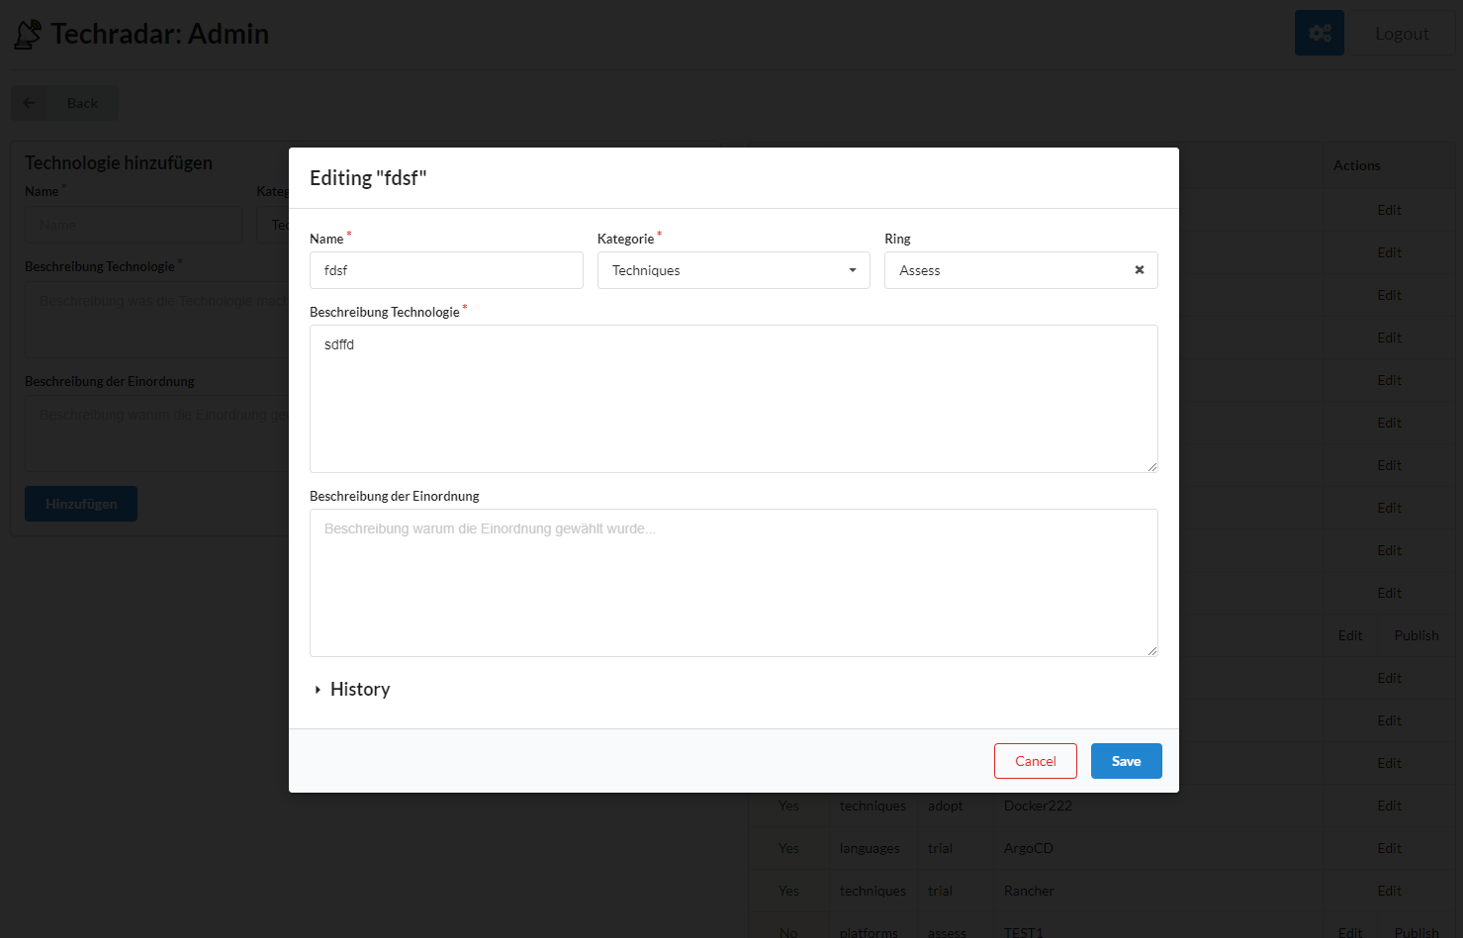 Techradar: Admin
Logout
Back
Technologie hinzufügen
Name *
Kateg
Name
Tec
Beschreibung Technologie *
Beschreibung was die Technologie mach
Beschreibung der Einordnung
Beschreibung warum die Einordnung ge
Hinzufügen
Editing "fdsf"
Name *
Kategorie *
Ring
fdsf
Techniques
Assess
Beschreibung Technologie *
sdffd
Beschreibung der Einordnung
Beschreibung warum die Einordnung gewählt wurde...
History
Cancel
Save
Actions
Edit
Edit
Edit
Edit
Edit
Edit
Edit
Edit
Edit
Edit
Edit Publish
Edit
Edit
Edit
Yes techniques adopt Docker222 Edit
Yes languages trial ArgoCD Edit
Yes techniques trial Rancher Edit
No platforms assess TEST1 Edit Publish